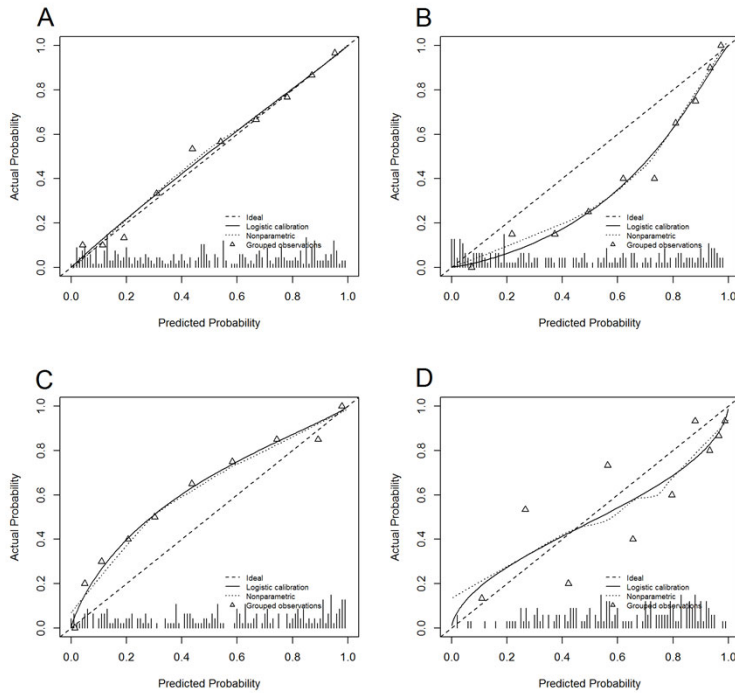 A
Actual Probability
1.0
0.8
0.6
0.4
0.2
0.0
Ideal
Logistic calibration
Nonparametric
Grouped observations
0.0 0.2 0.4 0.6 0.8 1.0
Predicted Probability
B
Actual Probability
1.0
0.8
0.6
0.4
0.2
0.0
Ideal
Logistic calibration
Nonparametric
Grouped observations
0.0 0.2 0.4 0.6 0.8 1.0
Predicted Probability
C
Actual Probability
1.0
0.8
0.6
0.4
0.2
0.0
Ideal
Logistic calibration
Nonparametric
Grouped observations
0.0 0.2 0.4 0.6 0.8 1.0
Predicted Probability
D
Actual Probability
1.0
0.8
0.6
0.4
0.2
0.0
Ideal
Logistic calibration
Nonparametric
Grouped observations
0.0 0.2 0.4 0.6 0.8 1.0
Predicted Probability